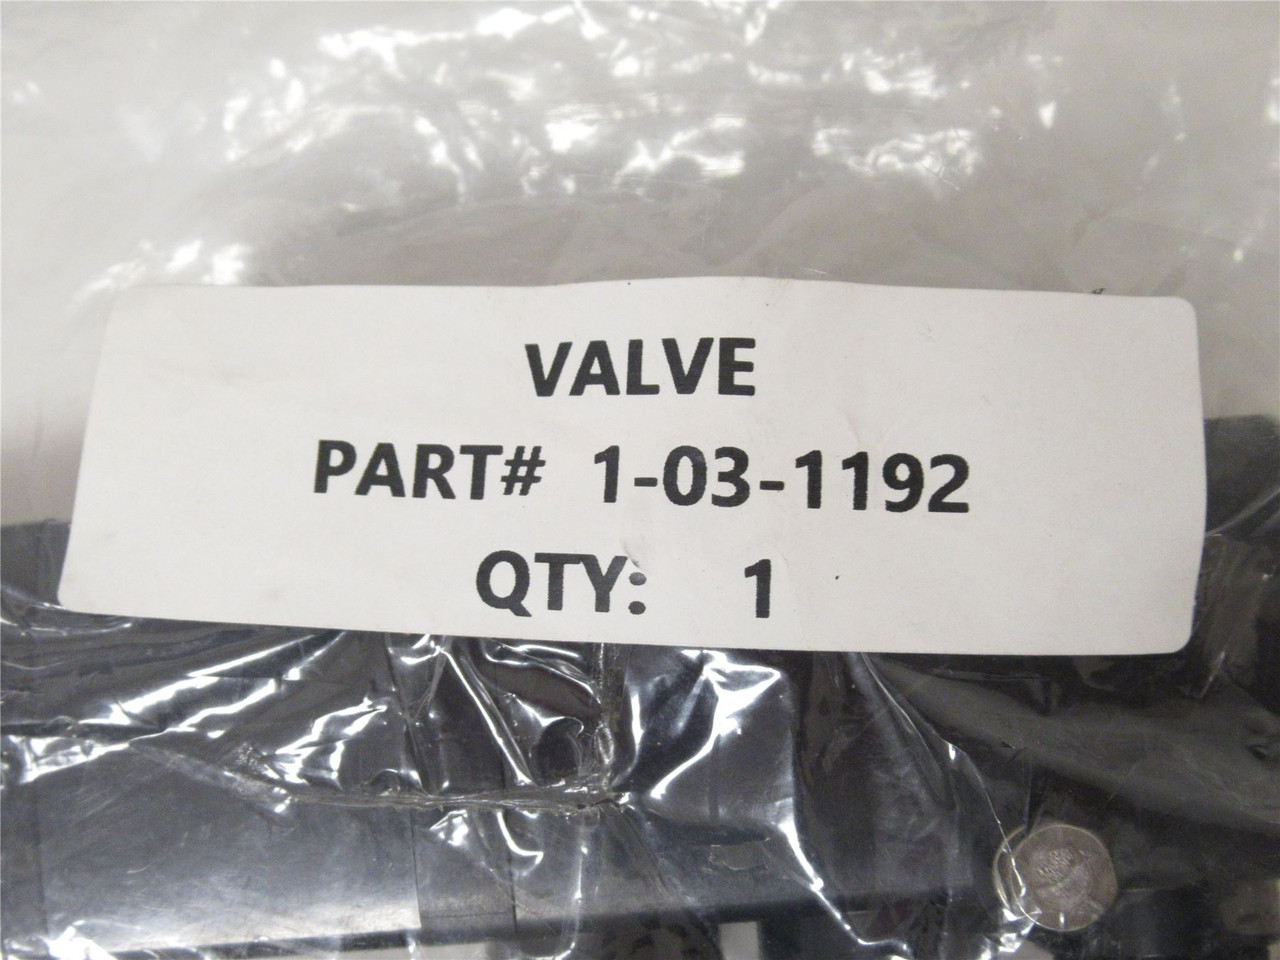 VALVE
PART# 1-03-1192
QTY: 1